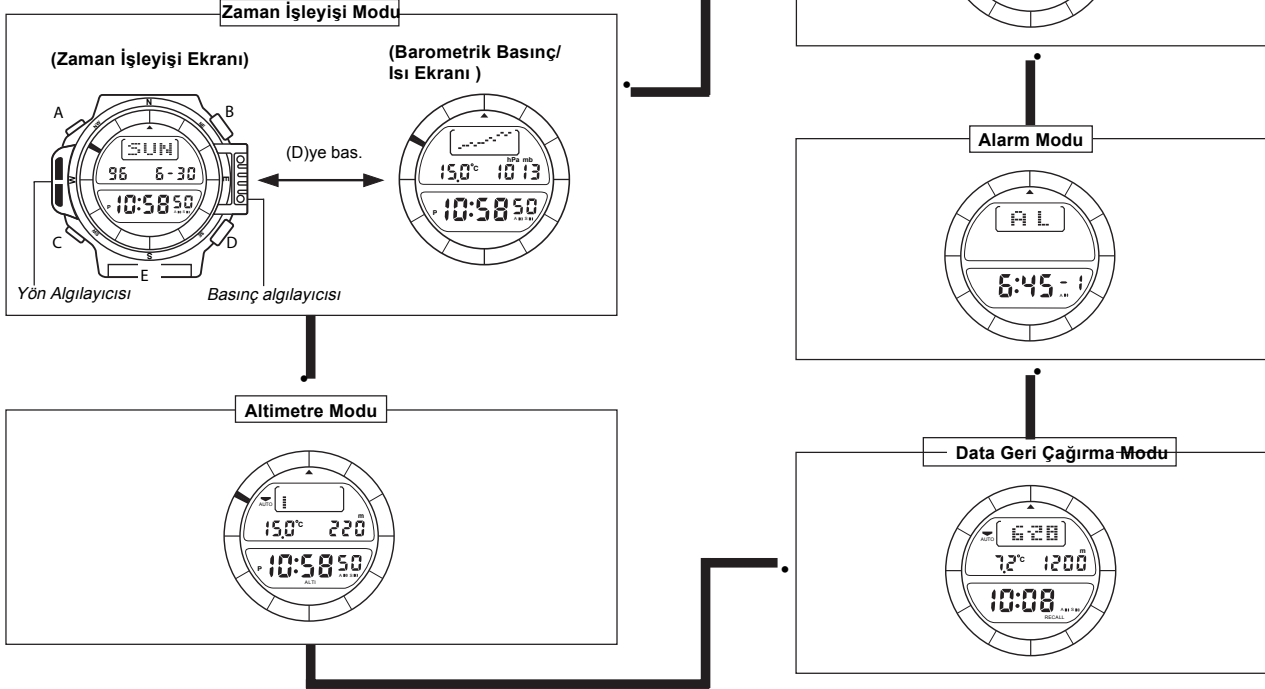 Zaman İşleyişi Modu
(Zaman İşleyişi Ekranı)
(Barometrik Basınç/
Isı Ekranı )
A
B
N
SUN
96 6-30
W
E
P 10:58 50
S
C
D
E
(D)ye bas.
hPa mb
15.0°C 1013
P 10:58 50
Yön Algılayıcısı
Basınç algılayıcısı
Altimetre Modu
AUTO
m
15.0°C 220
P 10:58 50
ALTI
Alarm Modu
AL
6:45 - 1
Data Geri Çağırma Modu
AUTO
6-28
m
7.2°C 1200
10:08
RECALL